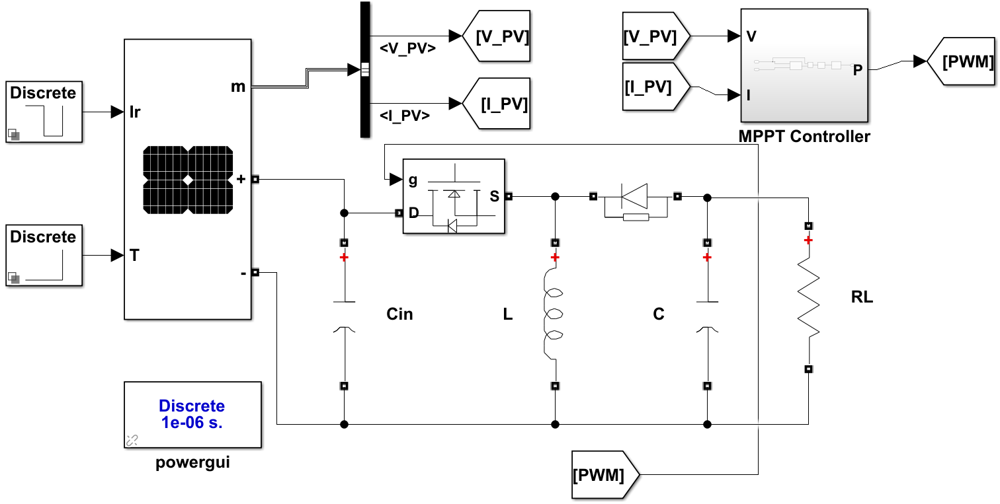 Discrete
Ir
m
<V_PV>
[V_PV]
<I_PV>
[I_PV]
[V_PV]
[I_PV]
V
I
P
MPPT Controller
[PWM]
+
g
D
S
Discrete
T
-
+
+
+
+
Cin
L
C
RL
Discrete
1e-06 s.
powergui
[PWM]